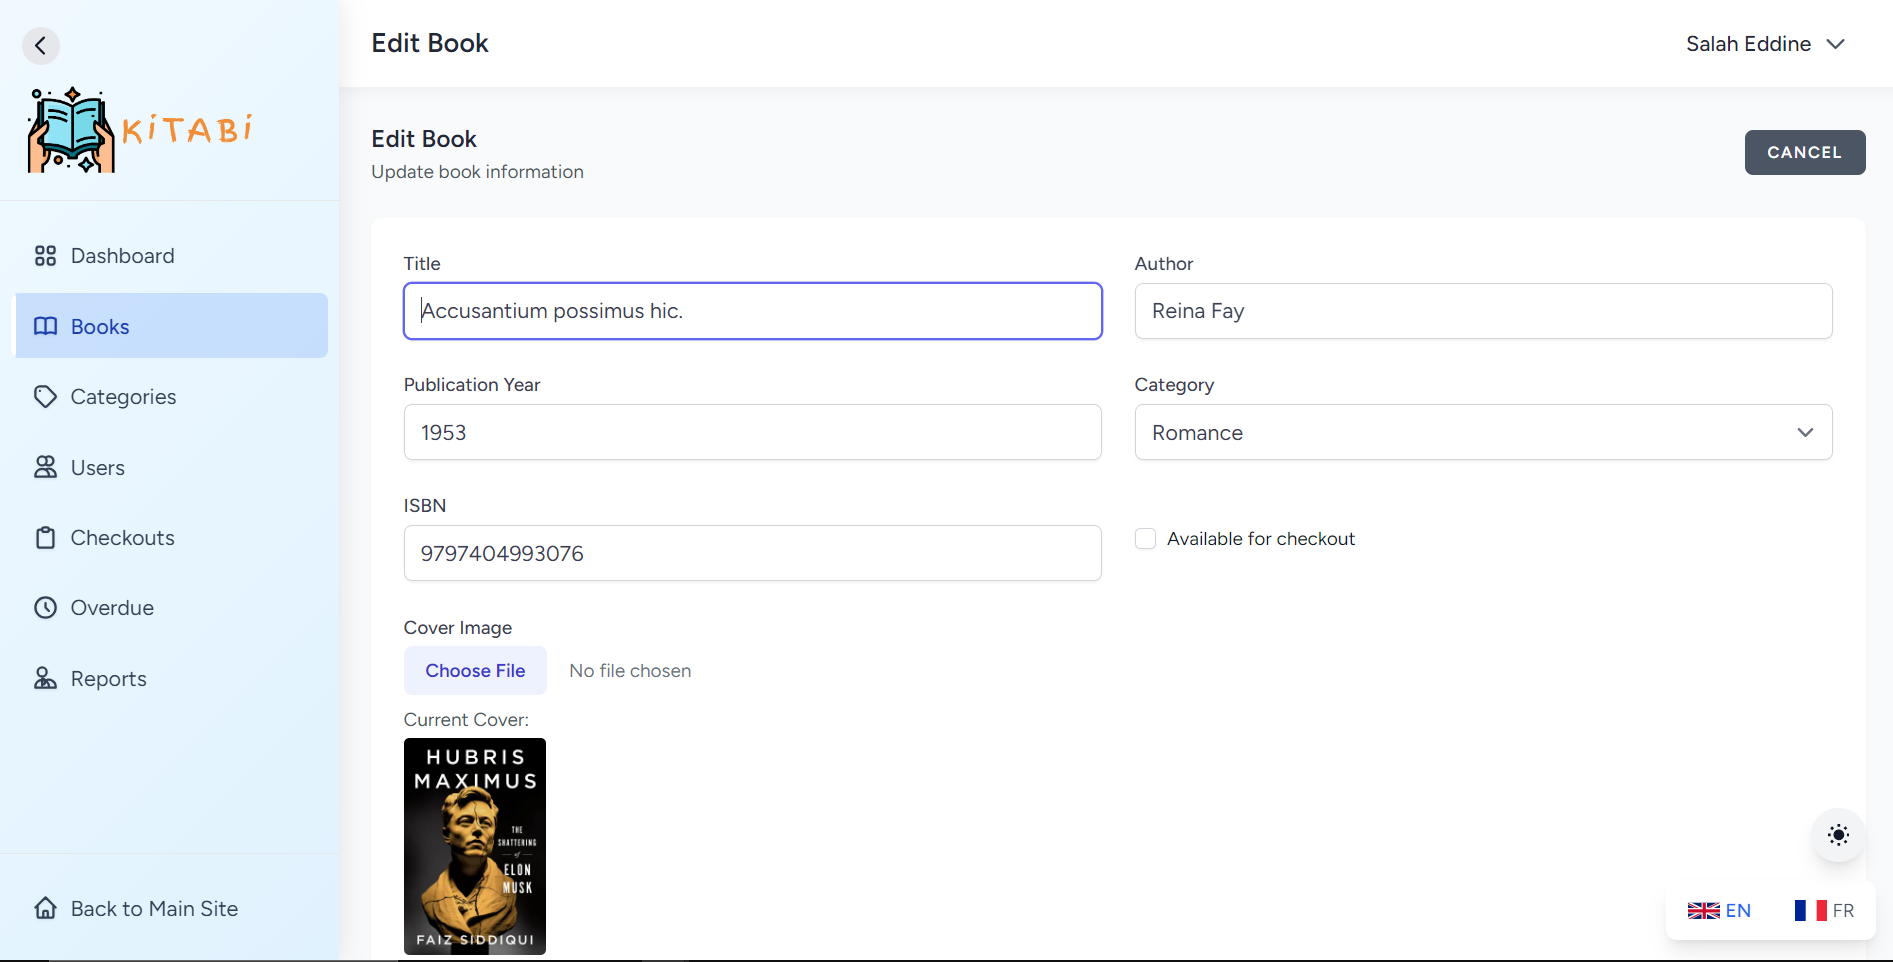 Edit Book
Salah Eddine
KiTABi
Dashboard
Books
Categories
Users
Checkouts
Overdue
Reports
Back to Main Site
Edit Book
Update book information
CANCEL
Title
Accusantium possimus hic.
Author
Reina Fay
Publication Year
1953
Category
Romance
ISBN
9797404993076
Available for checkout
Cover Image
Choose File
No file chosen
Current Cover:
HUBRIS
MAXIMUS
THE
SHATTERING
of
ELON
MUSK
FAIZ SIDDIQUI
EN
FR